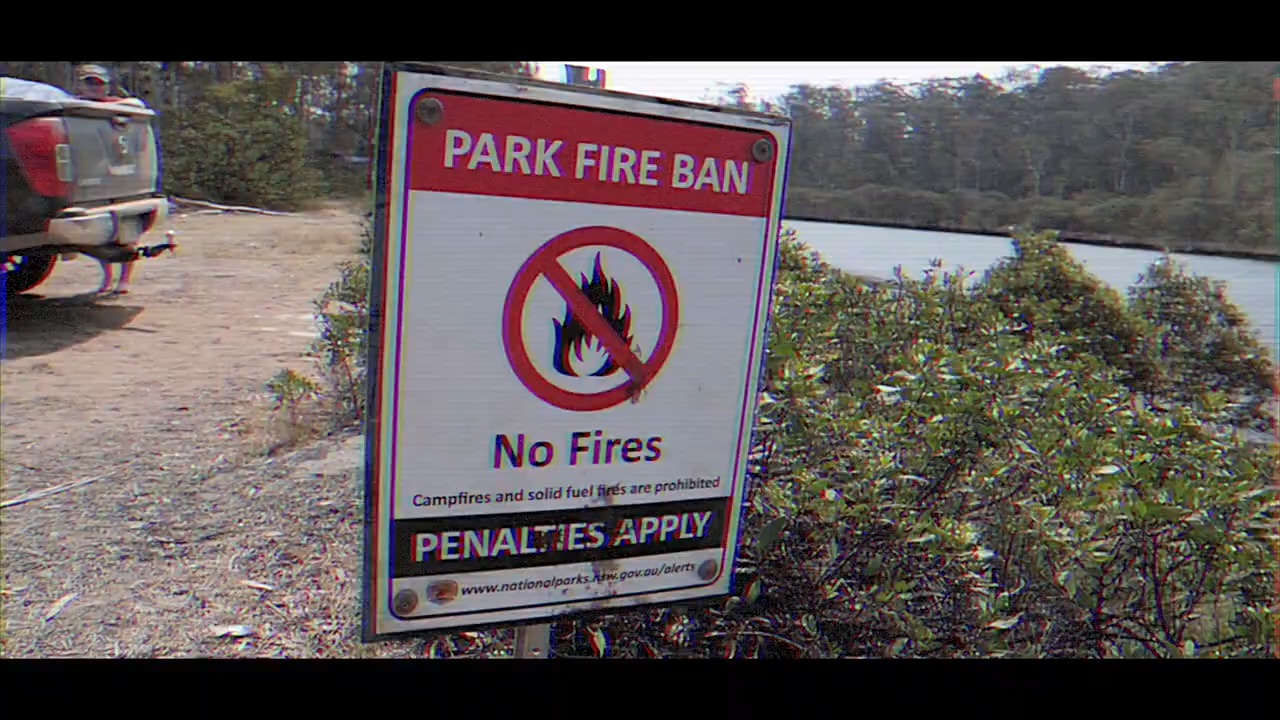 PARK FIRE BAN
No Fires
Campfires and solid fuel fires are prohibited
PENALTIES APPLY
www.nationalparks.nsw.gov.au/alerts